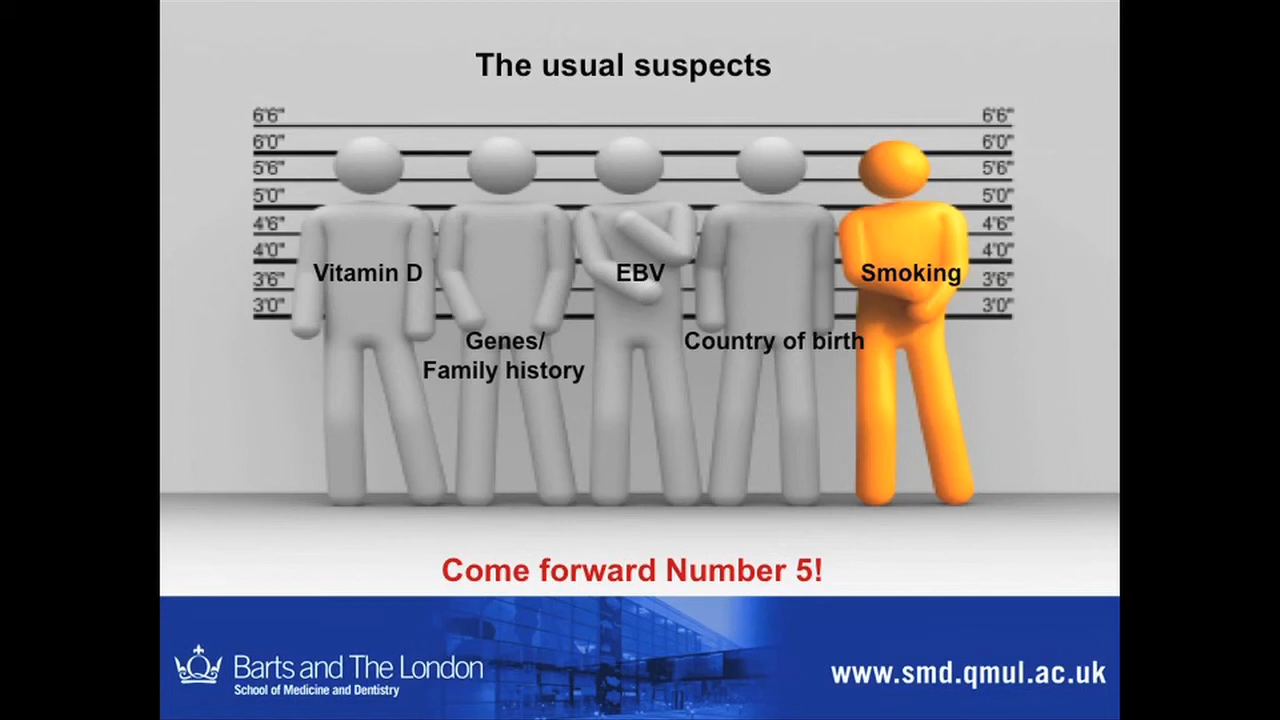 The usual suspects
6'6" 6'6"
6'0" 6'0"
5'6" 5'6"
5'0" 5'0"
4'6" 4'6"
4'0" 4'0"
3'6" 3'6"
3'0" 3'0"
Vitamin D
Genes/
Family history
EBV
Country of birth
Smoking
Come forward Number 5!
Barts and The London
School of Medicine and Dentistry
www.smd.qmul.ac.uk